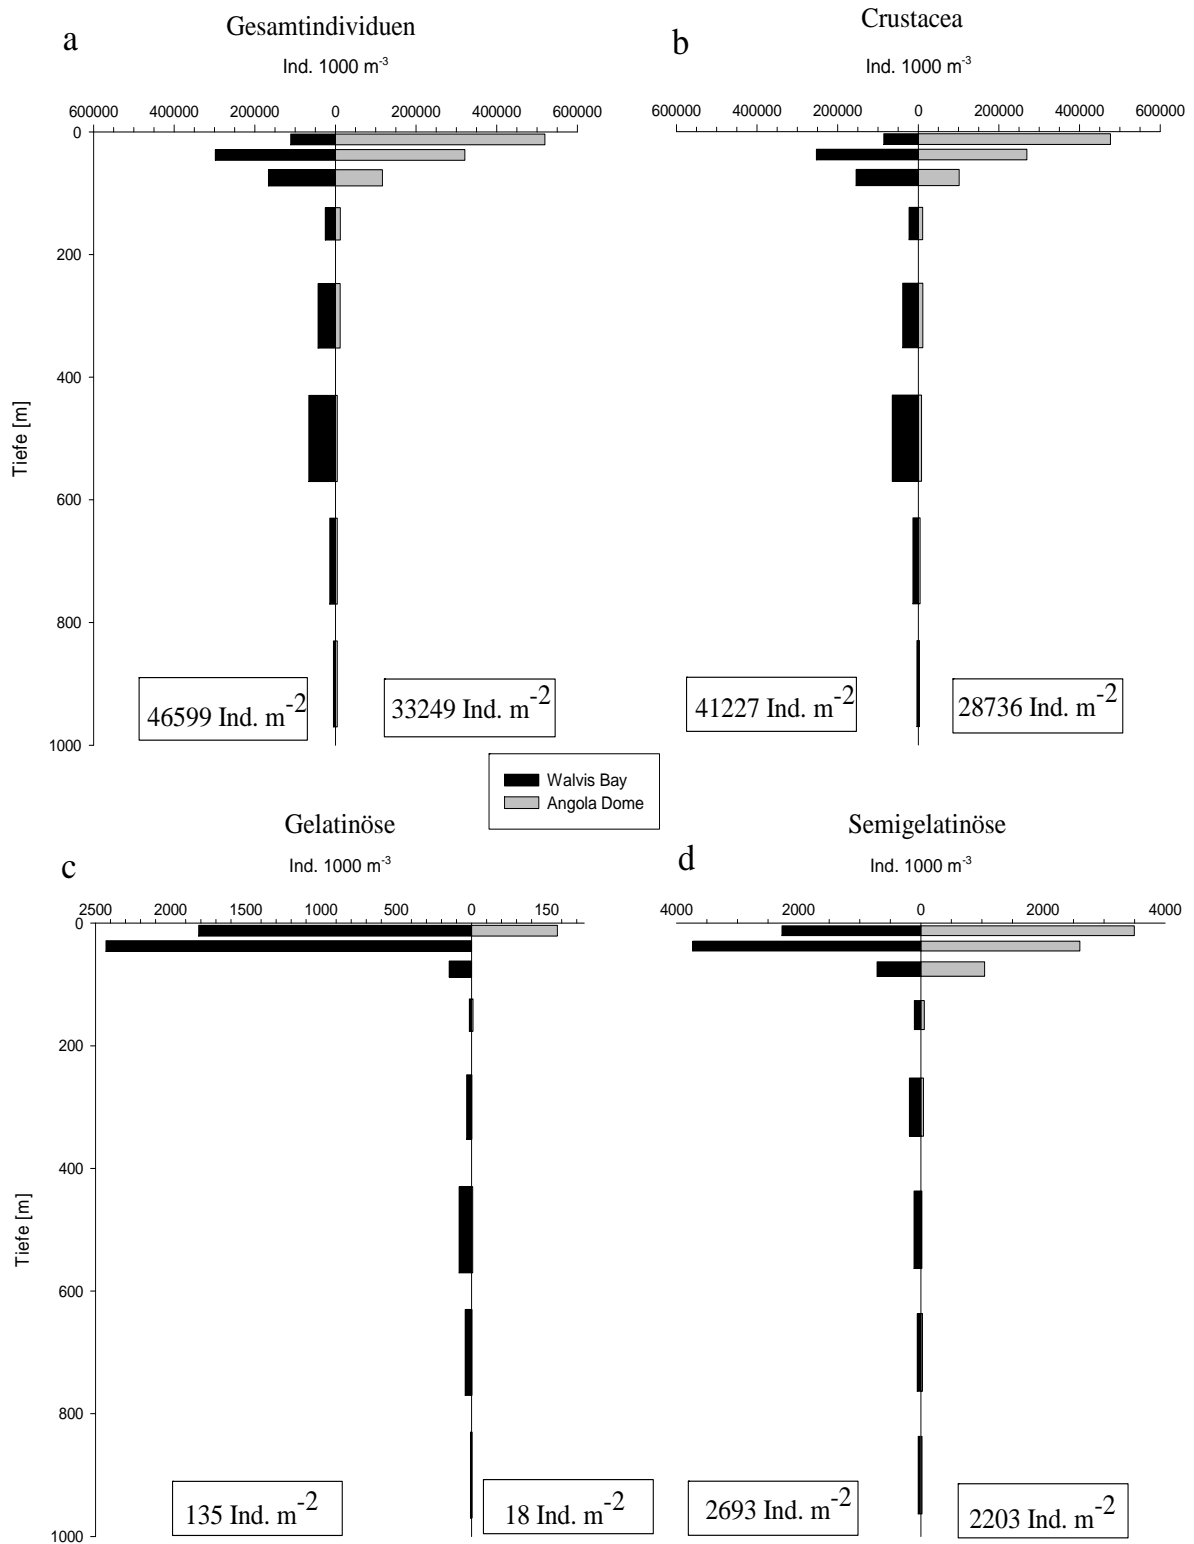 a
Gesamtindividuen
Ind. 1000 m-3
600000 400000 200000 0 200000 400000 600000
0
200
400
600
800
1000
Tiefe [m]
46599 Ind. m-2
33249 Ind. m-2
b
Crustacea
Ind. 1000 m-3
600000 400000 200000 0 200000 400000 600000
41227 Ind. m-2
28736 Ind. m-2
Walvis Bay
Angola Dome
c
Gelatinöse
Ind. 1000 m-3
2500 2000 1500 1000 500 0 150
0
200
400
600
800
1000
Tiefe [m]
135 Ind. m-2
18 Ind. m-2
d
Semigelatinöse
Ind. 1000 m-3
4000 2000 0 2000 4000
2693 Ind. m-2
2203 Ind. m-2